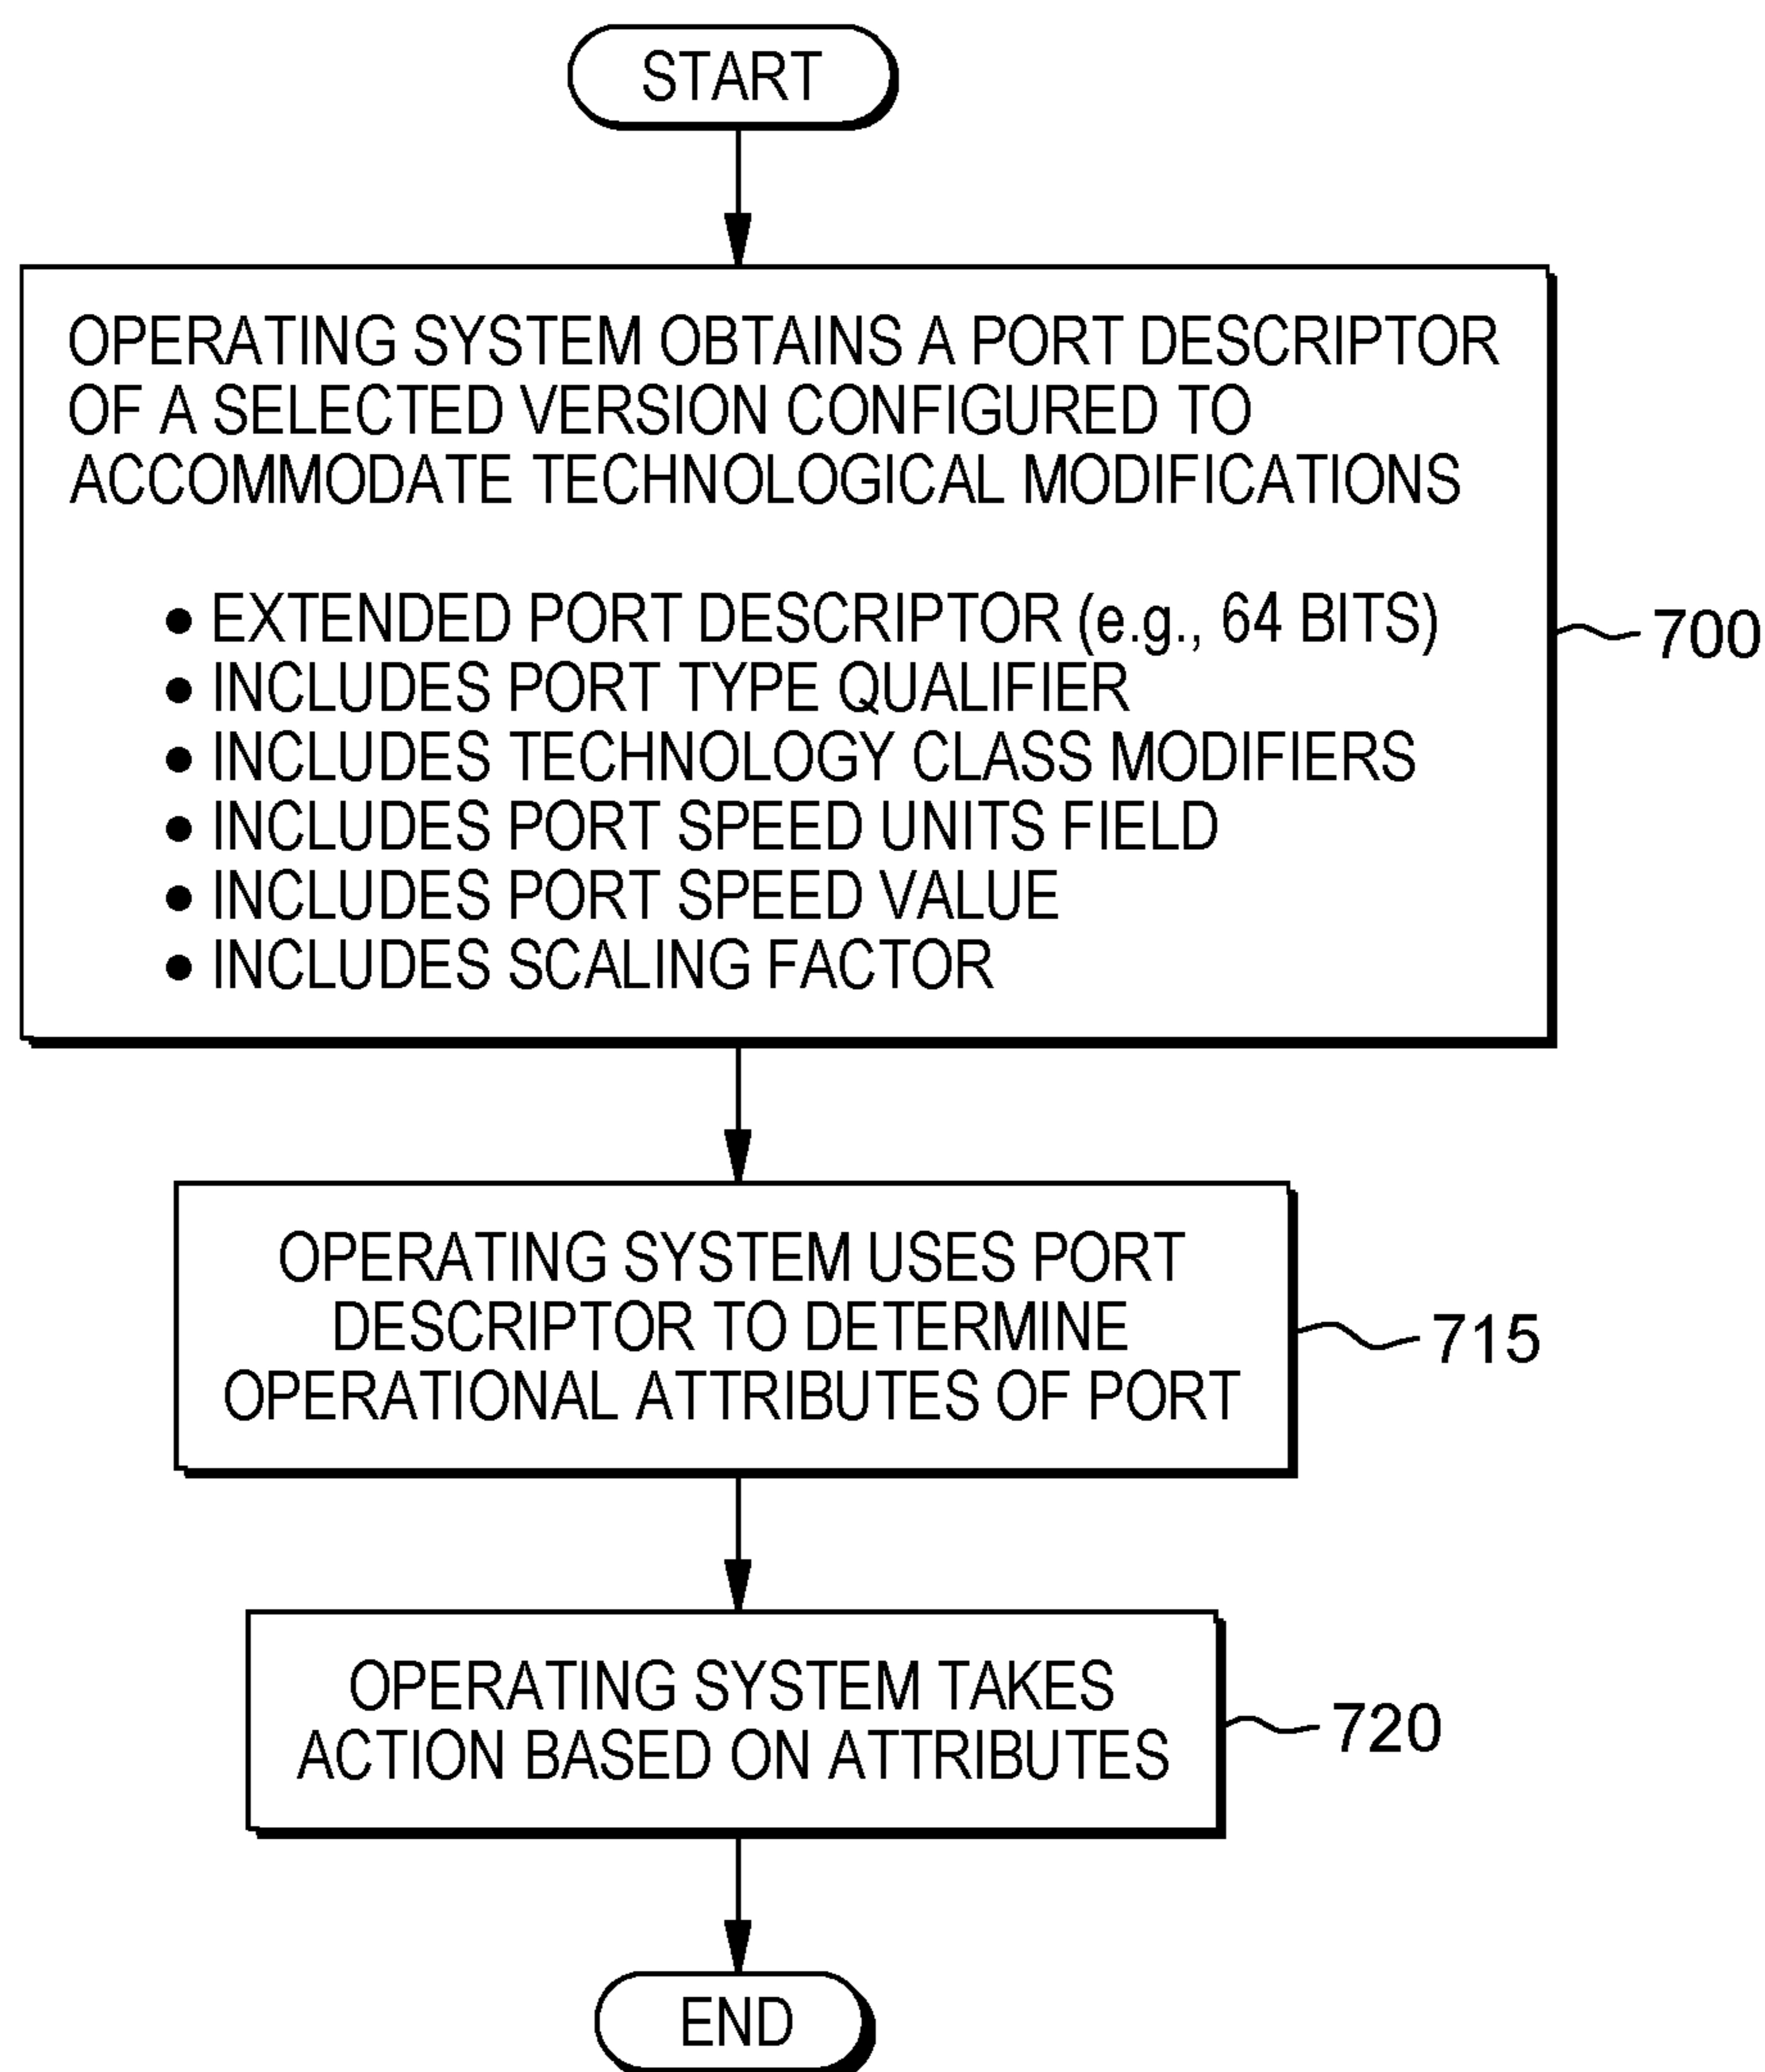 START
OPERATING SYSTEM OBTAINS A PORT DESCRIPTOR
OF A SELECTED VERSION CONFIGURED TO
ACCOMMODATE TECHNOLOGICAL MODIFICATIONS
● EXTENDED PORT DESCRIPTOR (e.g., 64 BITS)
● INCLUDES PORT TYPE QUALIFIER
● INCLUDES TECHNOLOGY CLASS MODIFIERS
● INCLUDES PORT SPEED UNITS FIELD
● INCLUDES PORT SPEED VALUE
● INCLUDES SCALING FACTOR
700
OPERATING SYSTEM USES PORT
DESCRIPTOR TO DETERMINE
OPERATIONAL ATTRIBUTES OF PORT
715
OPERATING SYSTEM TAKES
ACTION BASED ON ATTRIBUTES
720
END